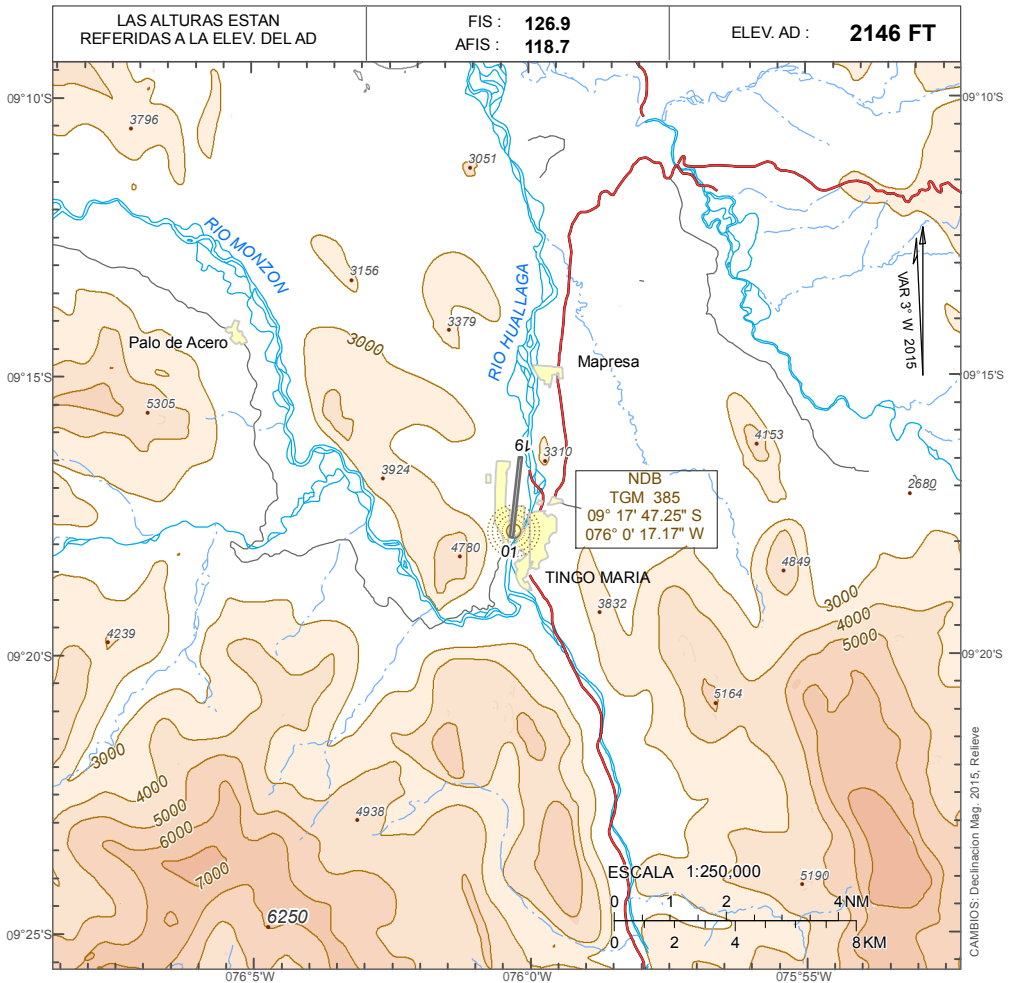 LAS ALTURAS ESTAN
REFERIDAS A LA ELEV. DEL AD
FIS : 126.9
AFIS : 118.7
ELEV. AD : 2146 FT
09°10'S
09°10'S
3796
3051
RIO MONZON
3156
RIO HUALLAGA
VAR 3° W 2015
3379
3000
Palo de Acero
Mapresa
09°15'S
09°15'S
5305
4153
19
3310
3924
2680
NDB
TGM 385
09° 17' 47.25" S
076° 0' 17.17" W
01
4780
4849
TINGO MARIA
3832
3000
4000
5000
4239
09°20'S
09°20'S
5164
3000
4000
5000
6000
7000
4938
ESCALA 1:250,000
5190
0 1 2 4 NM
0 2 4 8 KM
6250
09°25'S
09°25'S
076°5'W
076°0'W
075°55'W
CAMBIOS: Declinacion Mag. 2015, Relieve